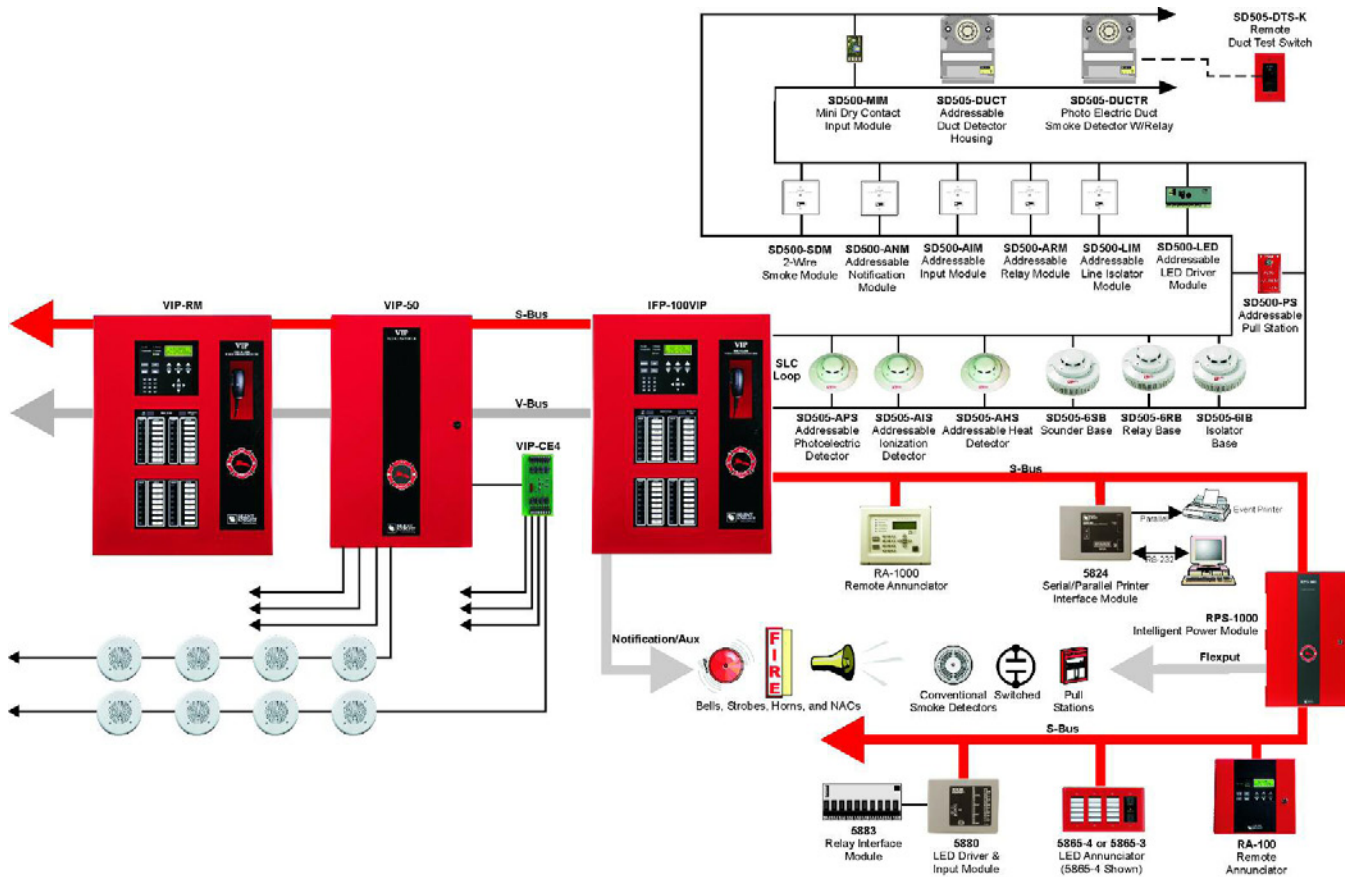 SD505-DTS-K
Remote
Duct Test Switch
SD500-MIM
Mini Dry Contact
Input Module
SD505-DUCT
Addressable
Duct Detector
Housing
SD505-DUCTR
Photo Electric Duct
Smoke Detector W/Relay
SD500-SDM
2-Wire
Smoke Module
SD500-ANM
Addressable
Notification
Module
SD500-AIM
Addressable
Input Module
SD500-ARM
Addressable
Relay Module
SD500-LIM
Addressable
Line Isolator
Module
SD500-LED
Addressable
LED Driver
Module
SD500-PS
Addressable
Pull Station
VIP-RM
VIP-50
S-Bus
IFP-100VIP
VIP
VIP
VIP
SLC
Loop
V-Bus
VIP-CE4
SD505-APS
Addressable
Photoelectric
Detector
SD505-AIS
Addressable
Ionization
Detector
SD505-AHS
Addressable Heat
Detector
SD505-6SB
Sounder Base
SD505-6RB
Relay Base
SD505-6IB
Isolator
Base
S-Bus
RA-1000
Remote Annunciator
5824
Serial/Parallel Printer
Interface Module
Parallel
Event Printer
RS-232
RPS-1000
Intelligent Power Module
Notification/Aux
FIRE
Bells, Strobes, Horns, and NACs
Conventional
Smoke Detectors
Switched
Pull
Stations
Flexput
S-Bus
5883
Relay Interface
Module
5880
LED Driver &
Input Module
5865-4 or 5865-3
LED Annunciator
(5865-4 Shown)
RA-100
Remote
Annunciator